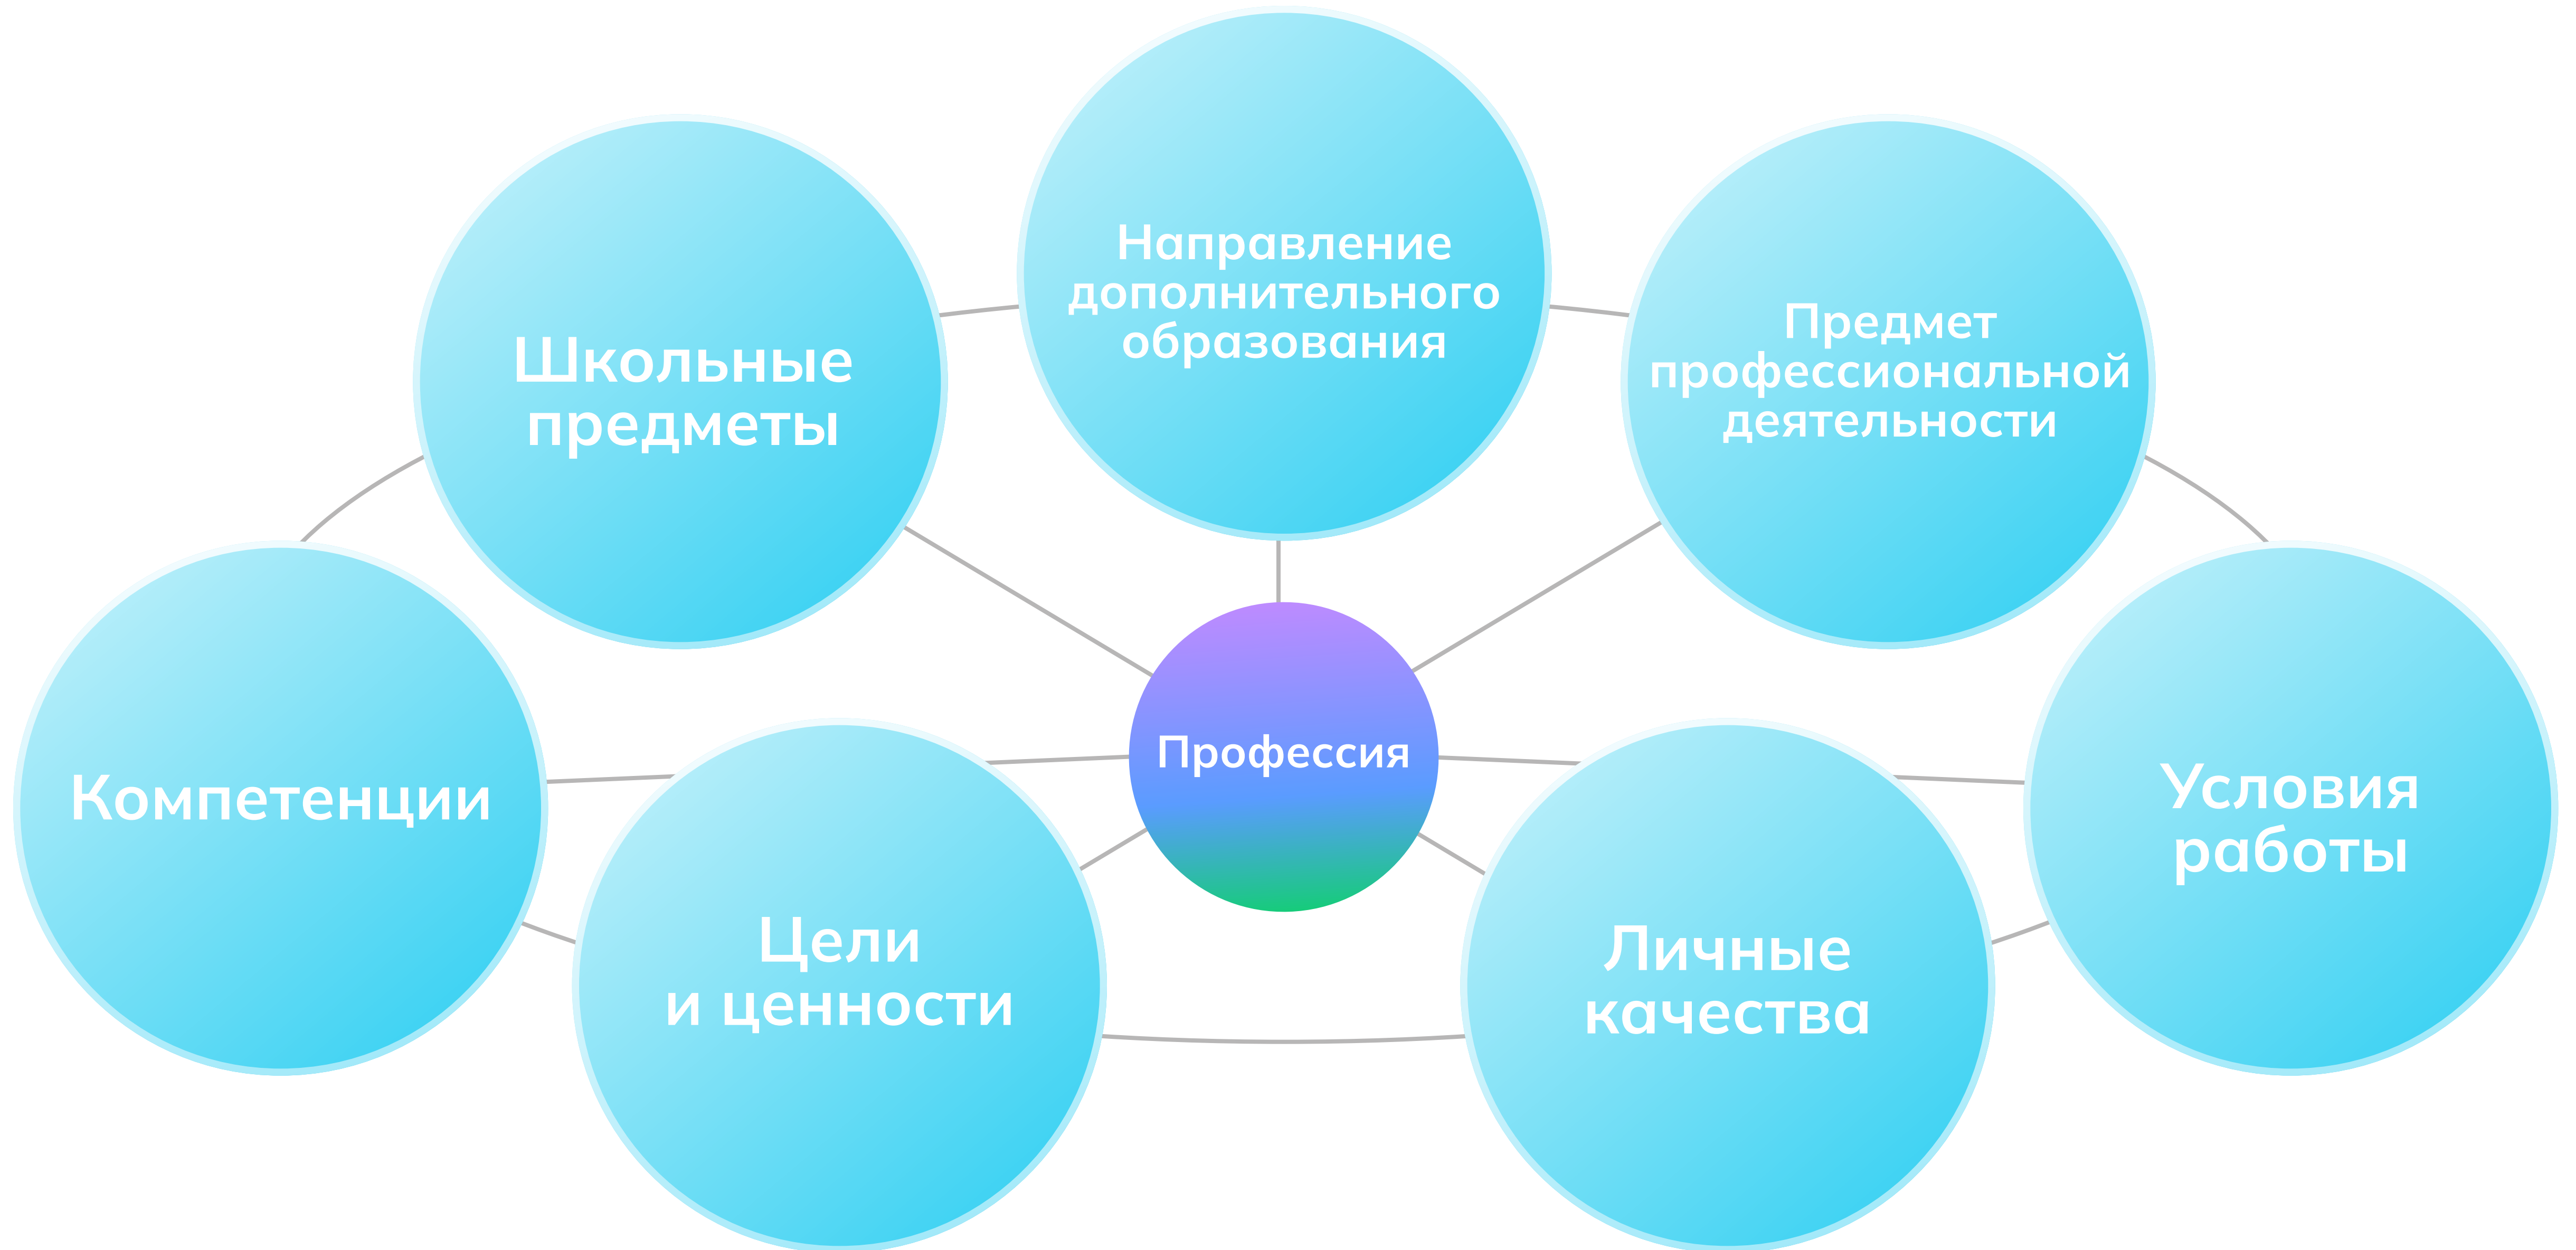 Направление
дополнительного
образования
Школьные
предметы
Предмет
профессиональной
деятельности
Профессия
Компетенции
Условия
работы
Цели
и ценности
Личные
качества